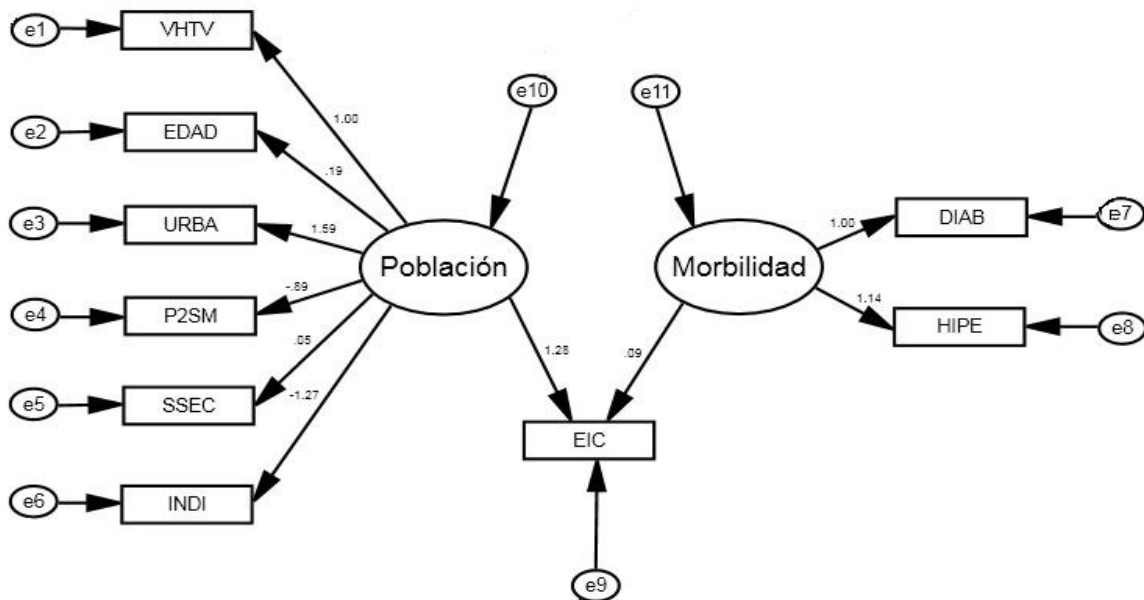 e1
VHTV
e10
e11
e2
EDAD
1.00
.19
e3
URBA
1.59
Población
Morbilidad
1.00
DIAB
e7
e4
P2SM
-.89
1.14
HIPE
e8
.05
1.28
.09
e5
SSEC
-1.27
EIC
e6
INDI
e9